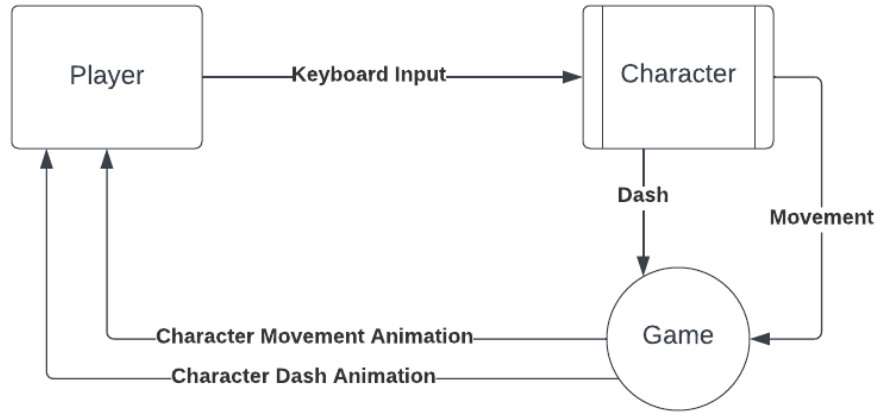 Player
Keyboard Input
Character
Dash
Movement
Game
Character Movement Animation
Character Dash Animation